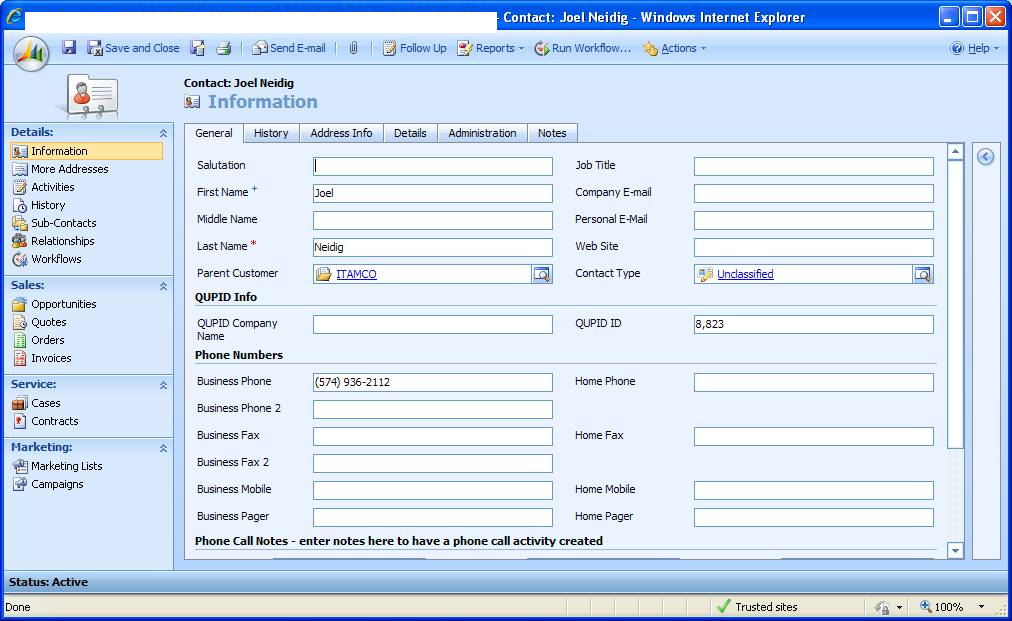 - Contact: Joel Neidig - Windows Internet Explorer
Save and Close Send E-mail Follow Up Reports Run Workflow... Actions Help
Contact: Joel Neidig
Information
Details:
Information
More Addresses
Activities
History
Sub-Contacts
Relationships
Workflows
Sales:
Opportunities
Quotes
Orders
Invoices
Service:
Cases
Contracts
Marketing:
Marketing Lists
Campaigns
General History Address Info Details Administration Notes
Salutation Job Title
First Name + Joel Company E-mail
Middle Name Personal E-Mail
Last Name * Neidig Web Site
Parent Customer ITAMCO Contact Type Unclassified
QUPID Info
QUPID Company Name QUPID ID 8,823
Phone Numbers
Business Phone (574) 936-2112 Home Phone
Business Phone 2
Business Fax Home Fax
Business Fax 2
Business Mobile Home Mobile
Business Pager Home Pager
Phone Call Notes - enter notes here to have a phone call activity created
Status: Active
Done Trusted sites 100%